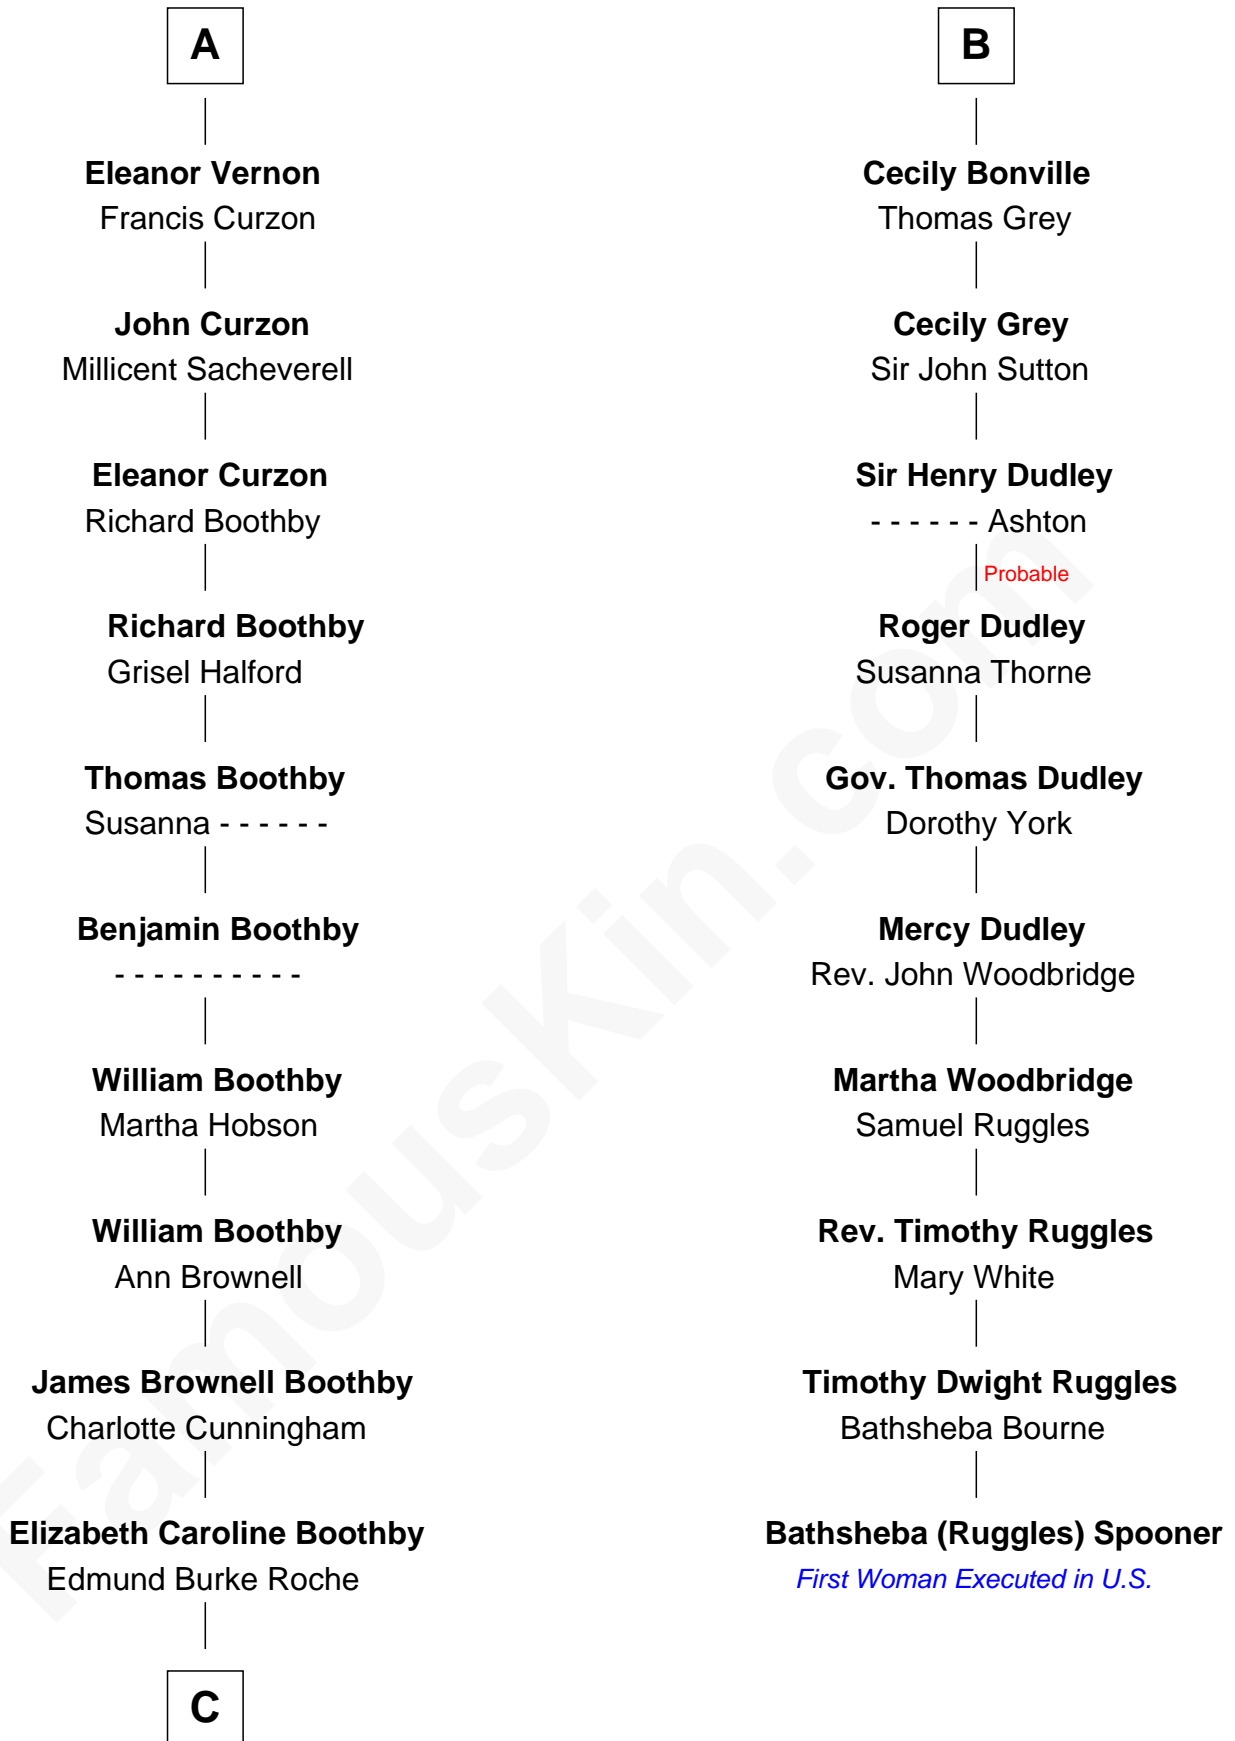 A
Eleanor Vernon
Francis Curzon
John Curzon
Millicent Sacheverell
Eleanor Curzon
Richard Boothby
Richard Boothby
Grisel Halford
Thomas Boothby
Susanna - - - - - -
Benjamin Boothby
- - - - - - - - - -
William Boothby
Martha Hobson
William Boothby
Ann Brownell
James Brownell Boothby
Charlotte Cunningham
Elizabeth Caroline Boothby
Edmund Burke Roche
C
B
Cecily Bonville
Thomas Grey
Cecily Grey
Sir John Sutton
Sir Henry Dudley
- - - - - - Ashton
Probable
Roger Dudley
Susanna Thorne
Gov. Thomas Dudley
Dorothy York
Mercy Dudley
Rev. John Woodbridge
Martha Woodbridge
Samuel Ruggles
Rev. Timothy Ruggles
Mary White
Timothy Dwight Ruggles
Bathsheba Bourne
Bathsheba (Ruggles) Spooner
First Woman Executed in U.S.
FamousKin.com